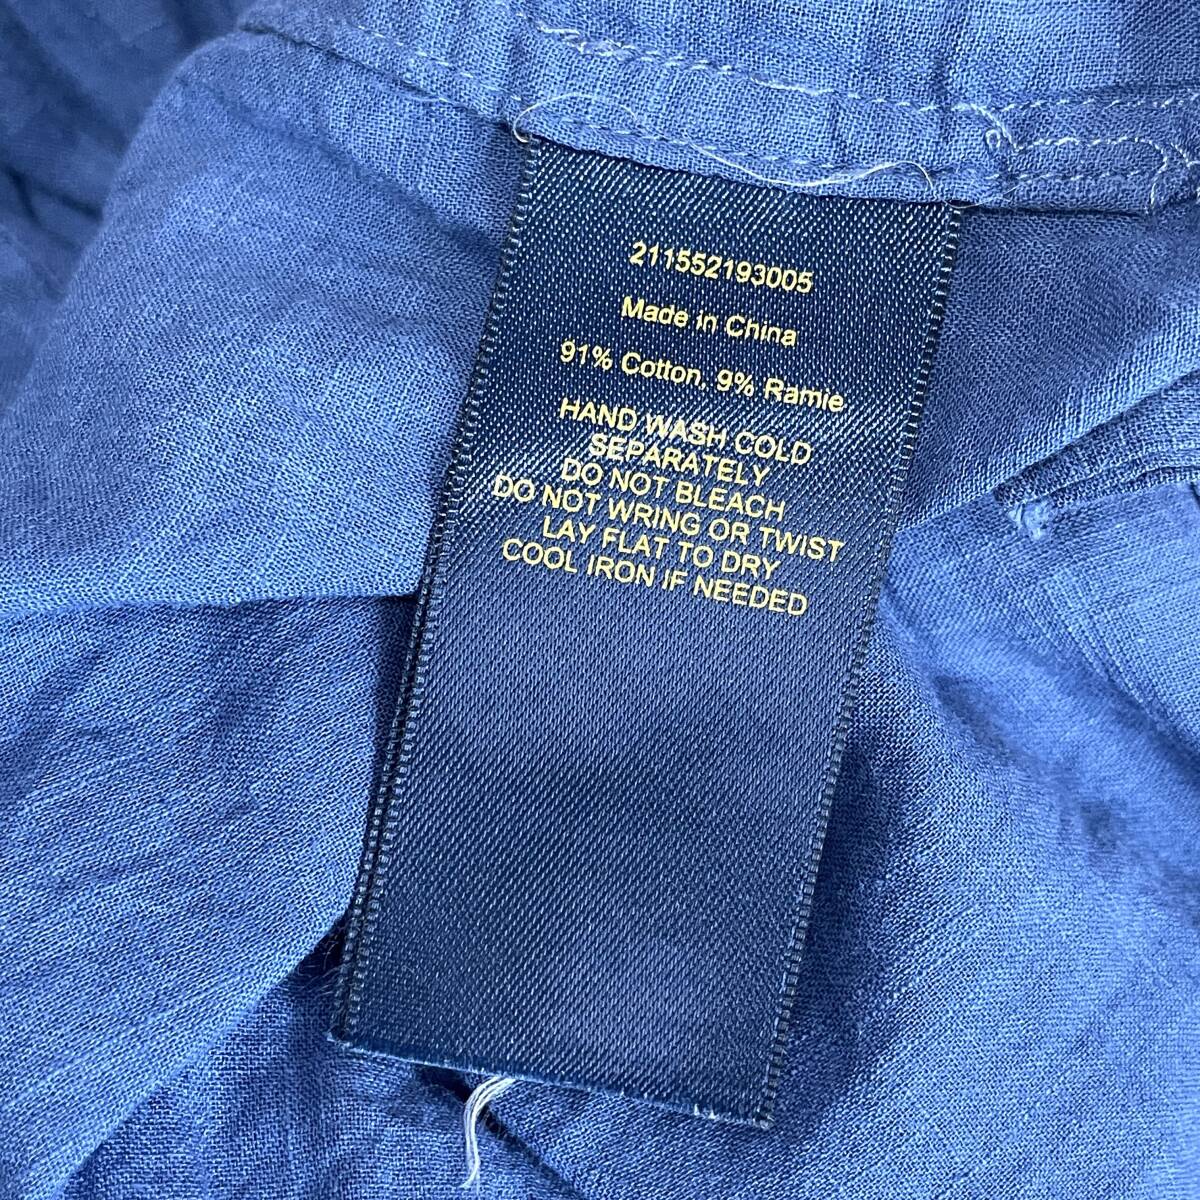 211552193005
Made in China
91% Cotton, 9% Ramie
HAND WASH COLD
SEPARATELY
DO NOT BLEACH
DO NOT WRING OR TWIST
LAY FLAT TO DRY
COOL IRON IF NEEDED